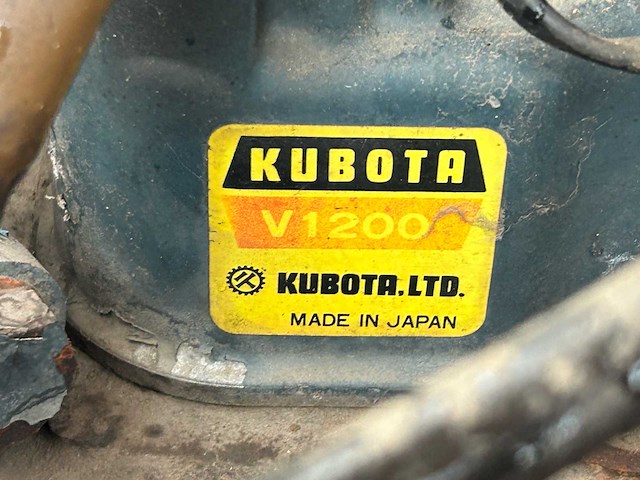 KUBOTA
V1200
KUBOTA, LTD.
MADE IN JAPAN